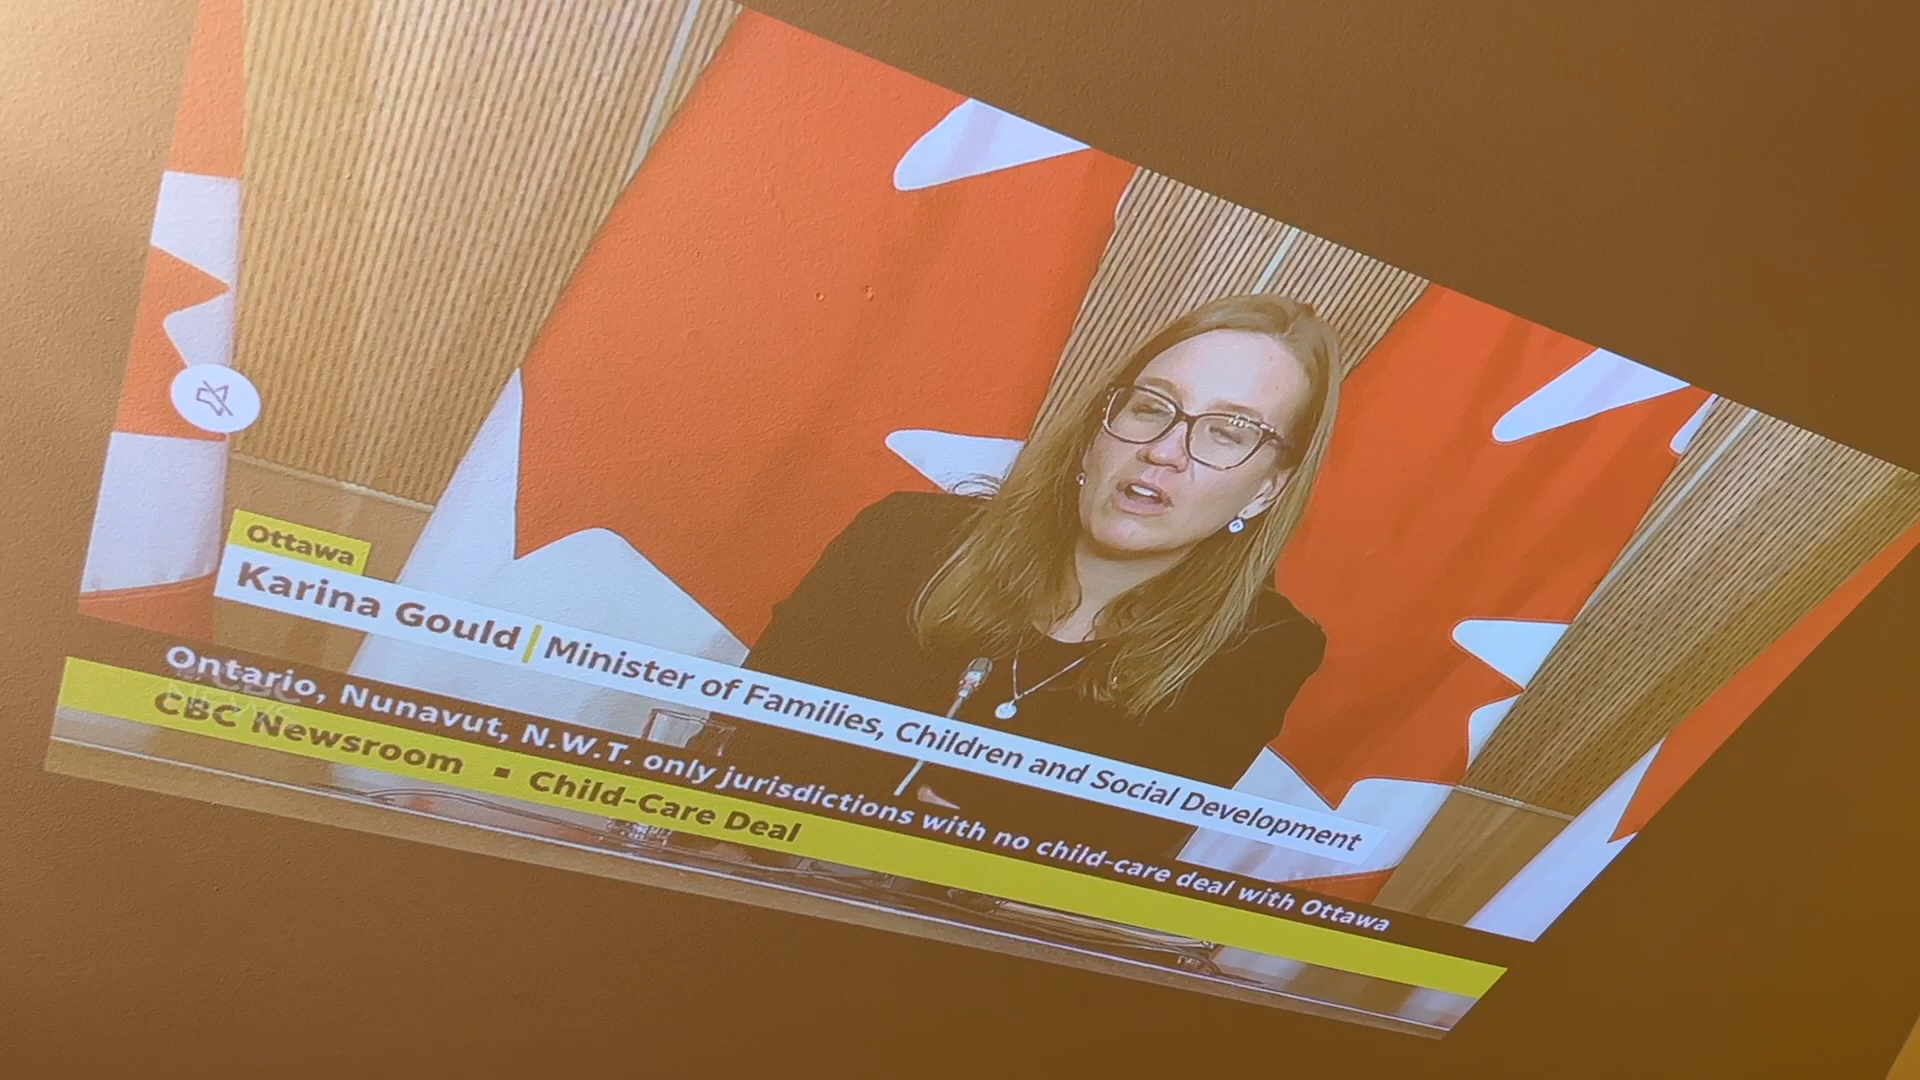 Ottawa
Karina Gould | Minister of Families, Children and Social Development
Ontario, Nunavut, N.W.T. only jurisdictions with no child-care deal with Ottawa
CBC Newsroom ▪ Child-Care Deal